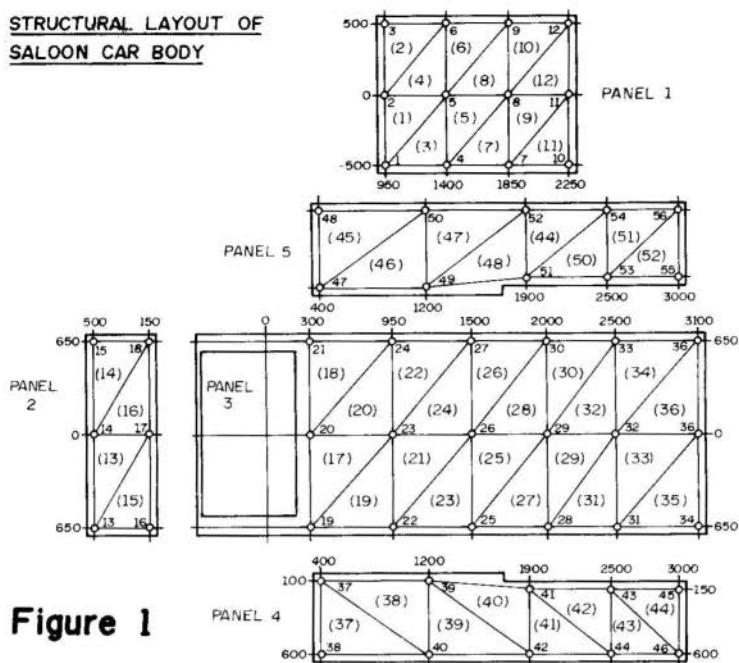 STRUCTURAL LAYOUT OF
SALOON CAR BODY
500 3 6 9 12
(2) (6) (10)
(4) (8) (12)
0 2 5 8 11
PANEL 1
(1) (5) (9)
(3) (7) (11)
-500 1 4 7 10
960 1400 1850 2250
48 50 52 54 56
PANEL 5
(45) (47) (44) (51)
(46) (48) (50) (52)
47 49 51 53 55
400 1200 1900 2500 3000
500 150
650 15 18
(14)
PANEL
2
(16)
0 14 17
(13)
(15)
650 13 16
0 300 950 1500 2000 2500 3100
21 24 27 30 33 36 650
PANEL
3
(18) (22) (26) (30) (34)
(20) (24) (28) (32) (36)
20 23 26 29 32 36 0
(17) (21) (25) (29) (33)
(19) (23) (27) (31) (35)
19 22 25 28 31 34 650
400 1200 1900 2500 3000
100 37 39 41 43 45 150
(38) (40) (42) (44)
PANEL 4
(37) (39) (41) (43)
600 38 40 42 44 46 600
Figure 1